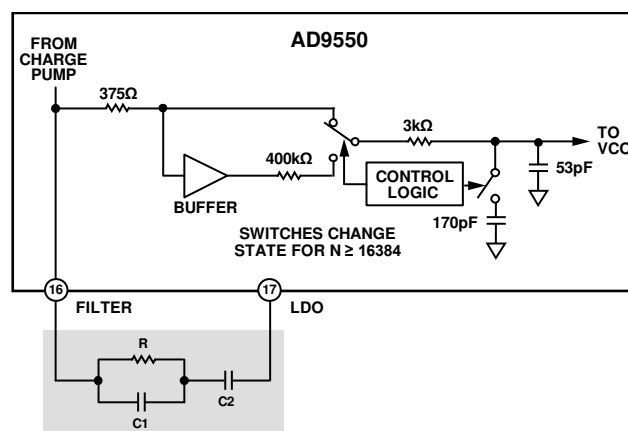 AD9550
FROM
CHARGE
PUMP
375Ω
3kΩ
TO
VCO
400kΩ
BUFFER
CONTROL
LOGIC
53pF
170pF
SWITCHES CHANGE
STATE FOR N ≥ 16384
16
FILTER
17
LDO
R
C1
C2